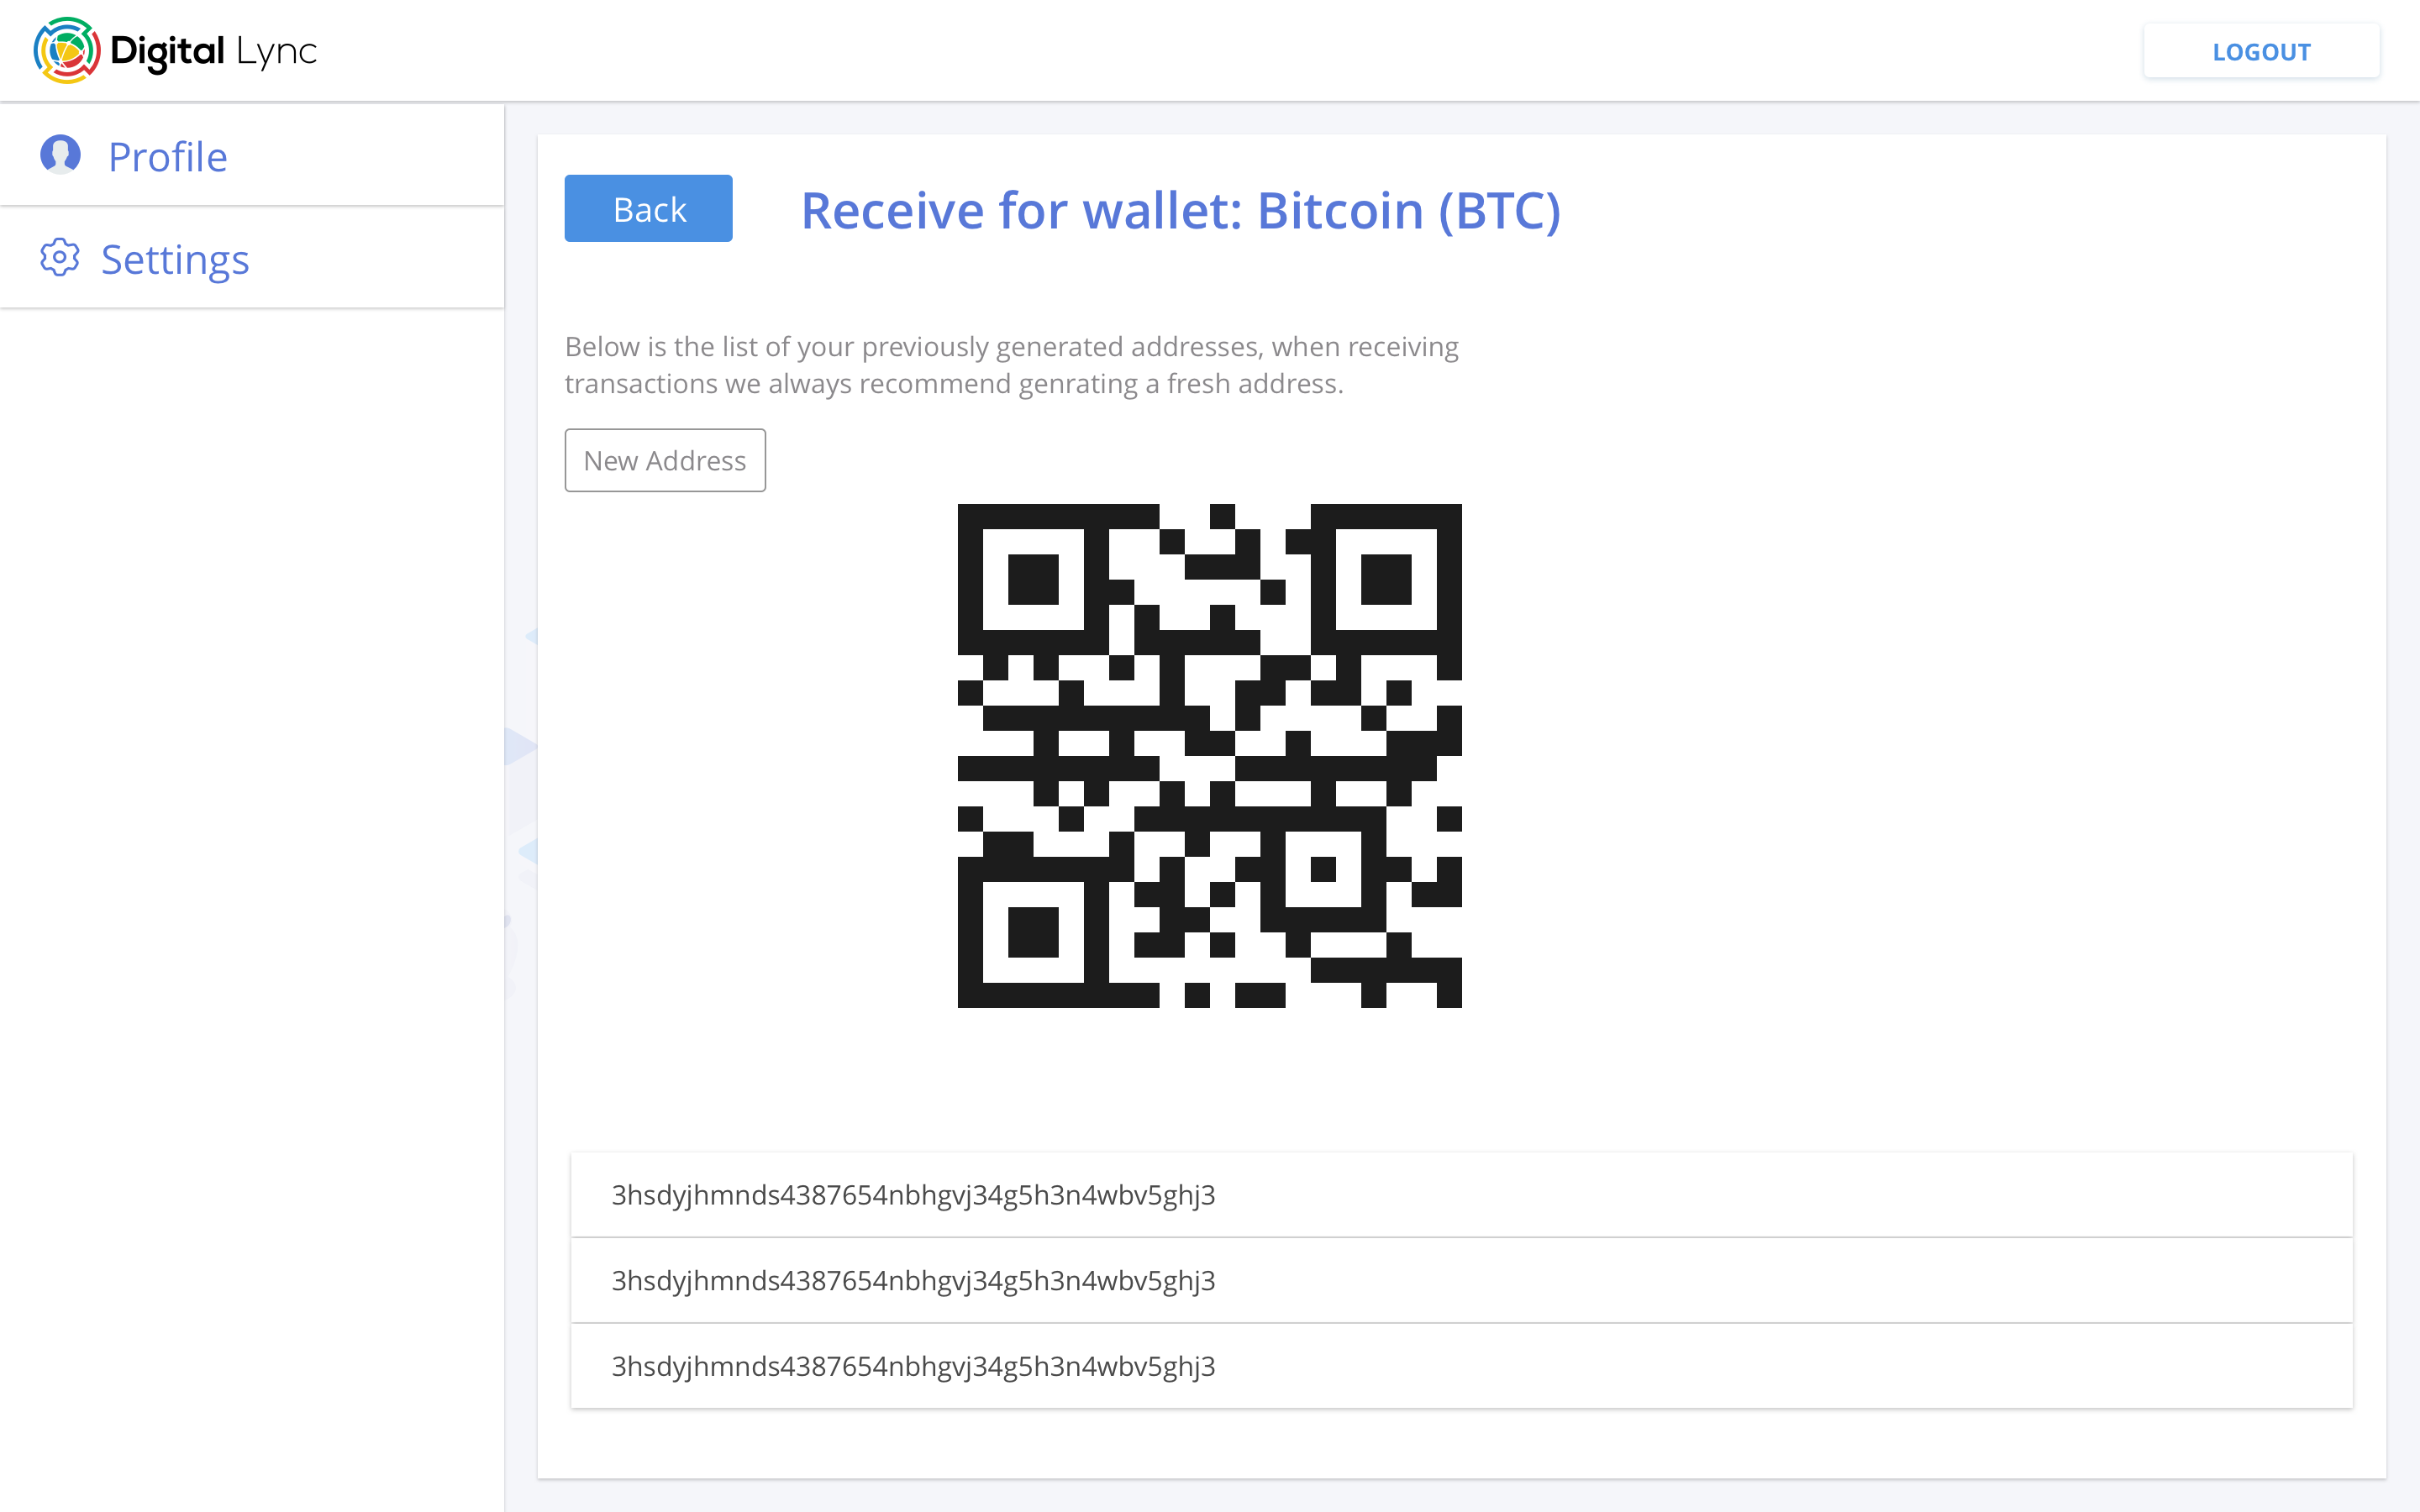 Digital Lync
LOGOUT
Profile
Settings
Back
Receive for wallet: Bitcoin (BTC)
Below is the list of your previously generated addresses, when receiving
transactions we always recommend genrating a fresh address.
New Address
3hsdyjhmnds4387654nbhgvj34g5h3n4wbv5ghj3
3hsdyjhmnds4387654nbhgvj34g5h3n4wbv5ghj3
3hsdyjhmnds4387654nbhgvj34g5h3n4wbv5ghj3